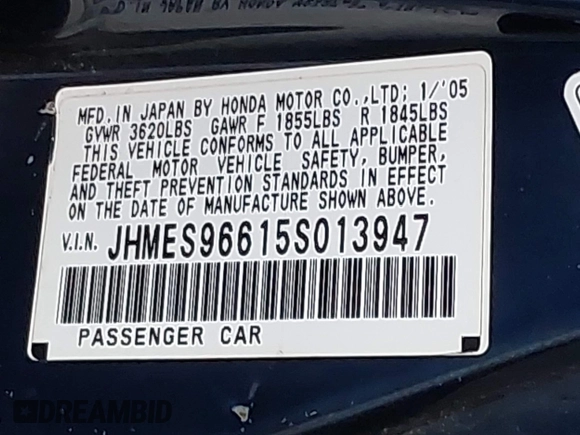 MFD. IN JAPAN BY HONDA MOTOR CO.,LTD; 1/'05
GVWR 3620LBS GAWR F 1855LBS R 1845LBS
THIS VEHICLE CONFORMS TO ALL APPLICABLE
FEDERAL MOTOR VEHICLE SAFETY, BUMPER,
AND THEFT PREVENTION STANDARDS IN EFFECT
ON THE DATE OF MANUFACTURE SHOWN ABOVE.
V.I.N. JHMES96615S013947
PASSENGER CAR
DREAMBID